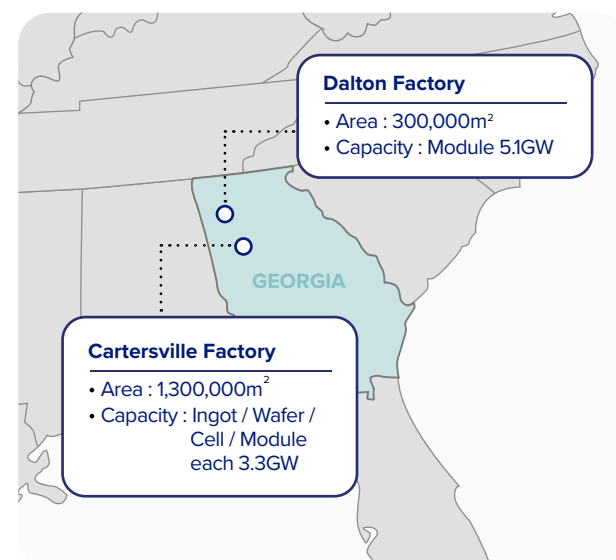 Dalton Factory
• Area : 300,000m²
• Capacity : Module 5.1GW
GEORGIA
Cartersville Factory
• Area : 1,300,000m²
• Capacity : Ingot / Wafer /
Cell / Module
each 3.3GW